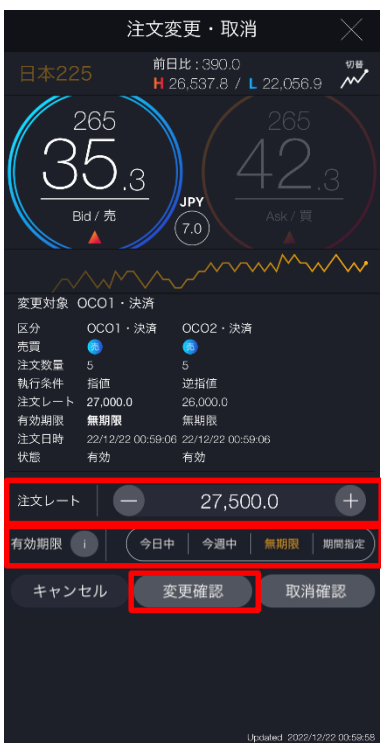 注文変更・取消
日本225
前日比 : 390.0
H 26,537.8 / L 22,056.9
切替
265
35.3
Bid / 売
JPY
7.0
265
42.3
Ask / 買
変更対象 OCO1・決済
区分 OCO1・決済 OCO2・決済
売買 売 売
注文数量 5 5
執行条件 指値 逆指値
注文レート 27,000.0 26,000.0
有効期限 無期限 無期限
注文日時 22/12/22 00:59:06 22/12/22 00:59:06
状態 有効 有効
注文レート － 27,500.0 ＋
有効期限 i 今日中 今週中 無期限 期間指定
キャンセル 変更確認 取消確認
Updated 2022/12/22 00:59:58